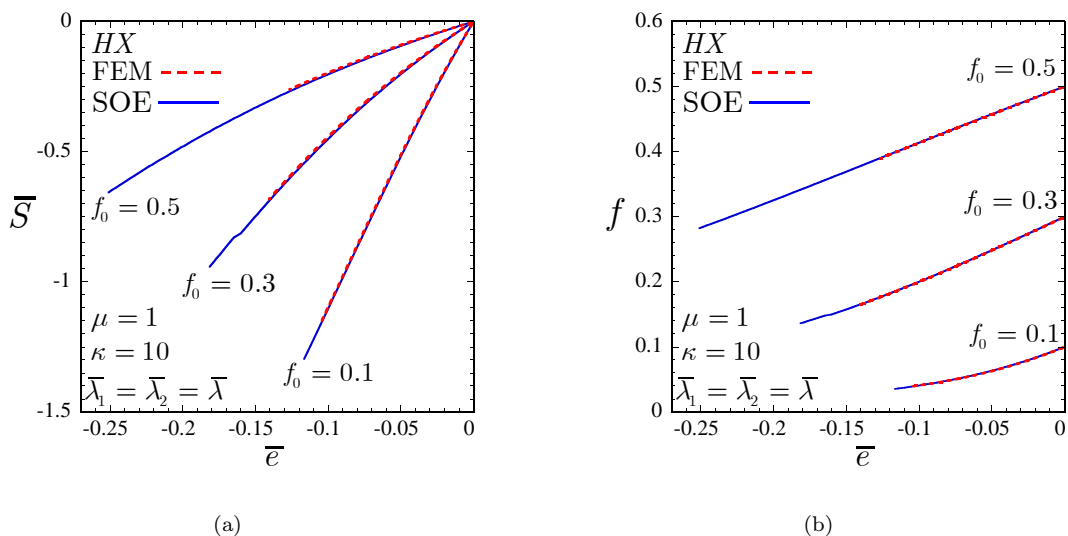 0
-0.5
-1
-1.5
S̅
HX
FEM
SOE
f₀ = 0.5
f₀ = 0.3
f₀ = 0.1
μ = 1
κ = 10
λ̅₁ = λ̅₂ = λ̅
-0.25 -0.2 -0.15 -0.1 -0.05 0
e̅
(a)
0.6
0.5
0.4
0.3
0.2
0.1
0
f
HX
FEM
SOE
f₀ = 0.5
f₀ = 0.3
f₀ = 0.1
μ = 1
κ = 10
λ̅₁ = λ̅₂ = λ̅
-0.25 -0.2 -0.15 -0.1 -0.05 0
e̅
(b)